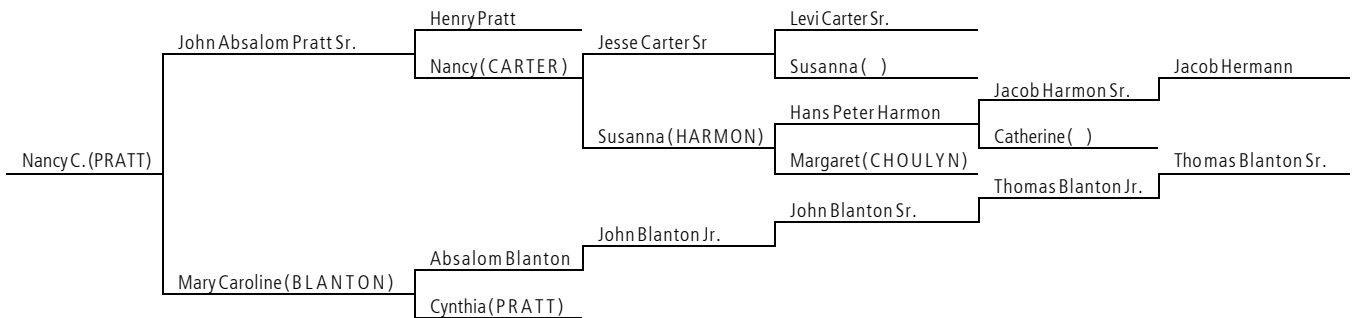 Henry Pratt
Levi Carter Sr.
John Absalom Pratt Sr.
Jesse Carter Sr
Nancy (CARTER)
Susanna ( )
Jacob Hermann
Jacob Harmon Sr.
Hans Peter Harmon
Susanna (HARMON)
Catherine ( )
Nancy C. (PRATT)
Margaret (CHOULYN)
Thomas Blanton Sr.
Thomas Blanton Jr.
John Blanton Sr.
John Blanton Jr.
Absalom Blanton
Mary Caroline (BLANTON)
Cynthia (PRATT)